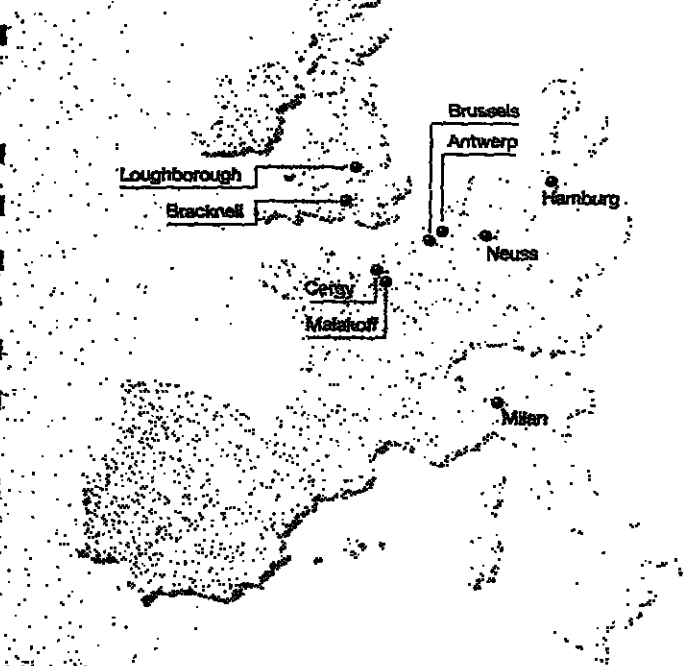 Brussels
Antwerp
Loughborough
Hamburg
Bracknell
Neuss
Cergy
Malakoff
Milan